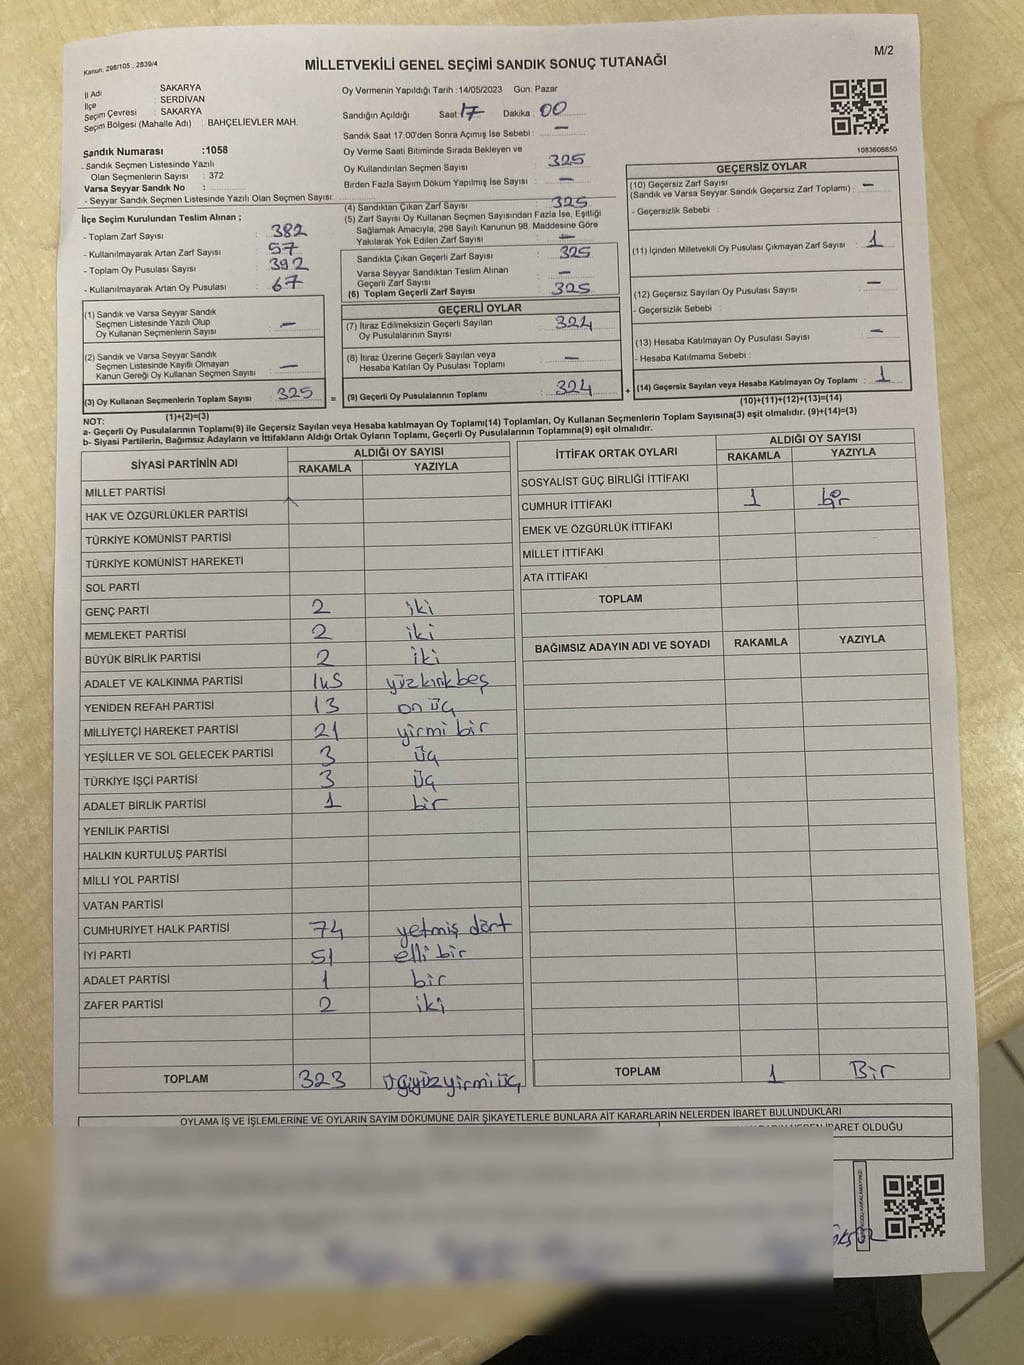 Kanun: 298/105 , 2839/4
M/2
MİLLETVEKİLİ GENEL SEÇİMİ SANDIK SONUÇ TUTANAĞI
İl Adı SAKARYA
İlçe SERDİVAN
Seçim Çevresi : SAKARYA
Seçim Bölgesi (Mahalle Adı) : BAHÇELİEVLER MAH.
Sandık Numarası :1058
- Sandık Seçmen Listesinde Yazılı
Olan Seçmenlerin Sayısı : 372
Varsa Seyyar Sandık No :
- Seyyar Sandık Seçmen Listesinde Yazılı Olan Seçmen Sayısı:
Oy Vermenin Yapıldığı Tarih :14/05/2023 Gün: Pazar
Sandığın Açıldığı Saat: 17 Dakika : 00
Sandık Saat 17:00'den Sonra Açımış İse Sebebi : —
Oy Verme Saati Bitiminde Sırada Bekleyen ve
Oy Kullandırılan Seçmen Sayısı : 325
Birden Fazla Sayım Döküm Yapılmış İse Sayısı : —
1083606650
İlçe Seçim Kurulundan Teslim Alınan ;
- Toplam Zarf Sayısı : 382
- Kullanılmayarak Artan Zarf Sayısı : 57
- Toplam Oy Pusulası Sayısı : 392
- Kullanılmayarak Artan Oy Pusulası : 67
(4) Sandıktan Çıkan Zarf Sayısı : 325
(5) Zarf Sayısı Oy Kullanan Seçmen Sayısından Fazla İse, Eşitliği
Sağlamak Amacıyla, 298 Sayılı Kanunun 98. Maddesine Göre
Yakılarak Yok Edilen Zarf Sayısı : —
Sandıkta Çıkan Geçerli Zarf Sayısı : 325
Varsa Seyyar Sandıktan Teslim Alınan
Geçerli Zarf Sayısı : —
(6) Toplam Geçerli Zarf Sayısı : 325
GEÇERSİZ OYLAR
(10) Geçersiz Zarf Sayısı
(Sandık ve Varsa Seyyar Sandık Geçersiz Zarf Toplamı) : —
- Geçersizlik Sebebi :
(11) İçinden Milletvekili Oy Pusulası Çıkmayan Zarf Sayısı : 1
(12) Geçersiz Sayılan Oy Pusulası Sayısı : —
- Geçersizlik Sebebi :
(13) Hesaba Katılmayan Oy Pusulası Sayısı : —
- Hesaba Katılmama Sebebi :
(14) Geçersiz Sayılan veya Hesaba Katılmayan Oy Toplamı : 1
(10)+(11)+(12)+(13)=(14)
(1) Sandık ve Varsa Seyyar Sandık
Seçmen Listesinde Yazılı Olup
Oy Kullanan Seçmenlerin Sayısı : —
(2) Sandık ve Varsa Seyyar Sandık
Seçmen Listesinde Kayıtlı Olmayan
Kanun Gereği Oy Kullanan Seçmen Sayısı : —
(3) Oy Kullanan Seçmenlerin Toplam Sayısı : 325
(1)+(2)=(3)
GEÇERLİ OYLAR
(7) İtiraz Edilmeksizin Geçerli Sayılan
Oy Pusulalarının Sayısı : 324
(8) İtiraz Üzerine Geçerli Sayılan veya
Hesaba Katılan Oy Pusulası Toplamı : —
= (9) Geçerli Oy Pusulalarının Toplamı : 324 +
NOT:
a- Geçerli Oy Pusulalarının Toplamı(9) ile Geçersiz Sayılan veya Hesaba katılmayan Oy Toplamı(14) Toplamları, Oy Kullanan Seçmenlerin Toplam Sayısına(3) eşit olmalıdır. (9)+(14)=(3)
b- Siyasi Partilerin, Bağımsız Adayların ve İttifakların Aldığı Ortak Oyların Toplamı, Geçerli Oy Pusulalarının Toplamına(9) eşit olmalıdır.
SİYASİ PARTİNİN ADI ALDIĞI OY SAYISI
RAKAMLA YAZIYLA
MİLLET PARTİSİ
HAK VE ÖZGÜRLÜKLER PARTİSİ
TÜRKİYE KOMÜNİST PARTİSİ
TÜRKİYE KOMÜNİST HAREKETİ
SOL PARTİ
GENÇ PARTİ 2 iki
MEMLEKET PARTİSİ 2 iki
BÜYÜK BİRLİK PARTİSİ 2 iki
ADALET VE KALKINMA PARTİSİ 145 yüzkırkbeş
YENİDEN REFAH PARTİSİ 13 on üç
MİLLİYETÇİ HAREKET PARTİSİ 21 yirmi bir
YEŞİLLER VE SOL GELECEK PARTİSİ 3 üç
TÜRKİYE İŞÇİ PARTİSİ 3 üç
ADALET BİRLİK PARTİSİ 1 bir
YENİLİK PARTİSİ
HALKIN KURTULUŞ PARTİSİ
MİLLİ YOL PARTİSİ
VATAN PARTİSİ
CUMHURİYET HALK PARTİSİ 74 yetmiş dört
İYİ PARTİ 51 elli bir
ADALET PARTİSİ 1 bir
ZAFER PARTİSİ 2 iki
TOPLAM 323 üçyüzyirmi üç
İTTİFAK ORTAK OYLARI ALDIĞI OY SAYISI
RAKAMLA YAZIYLA
SOSYALİST GÜÇ BİRLİĞİ İTTİFAKI
CUMHUR İTTİFAKI 1 bir
EMEK VE ÖZGÜRLÜK İTTİFAKI
MİLLET İTTİFAKI
ATA İTTİFAKI
TOPLAM
BAĞIMSIZ ADAYIN ADI VE SOYADI RAKAMLA YAZIYLA
TOPLAM 1 Bir
OYLAMA İŞ VE İŞLEMLERİNE VE OYLARIN SAYIM DÖKÜMÜNE DAİR ŞİKAYETLERLE BUNLARA AİT KARARLARIN NELERDEN İBARET BULUNDUKLARI
İBARET OLDUĞU